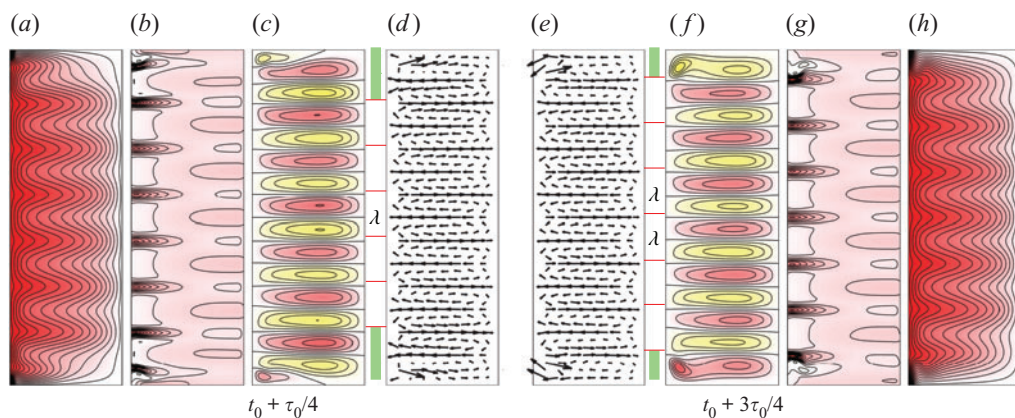 (a) (b) (c) (d) (e) (f) (g) (h)
λ
λ
λ
t₀ + τ₀/4 t₀ + 3τ₀/4